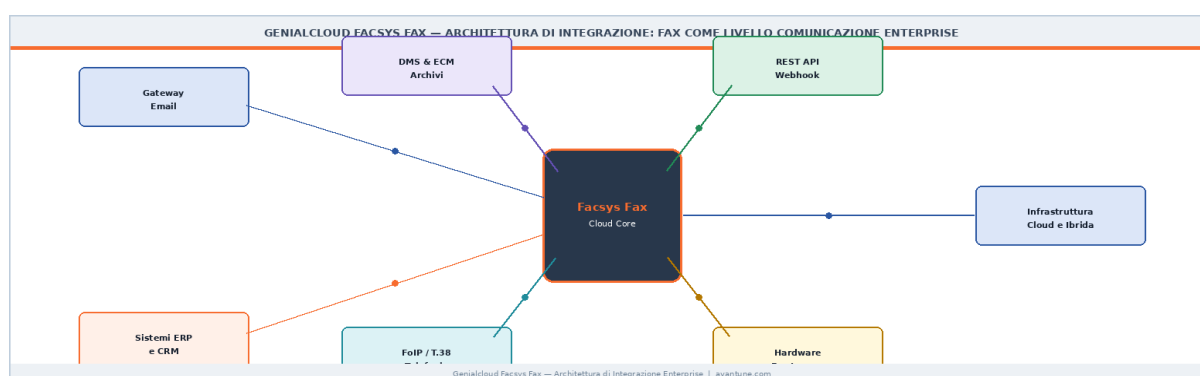 GENIALCLOUD FACSYS FAX — ARCHITETTURA DI INTEGRAZIONE: FAX COME LIVELLO COMUNICAZIONE ENTERPRISE
DMS & ECM
Archivi
REST API
Webhook
Gateway
Email
Facsys Fax
Cloud Core
Infrastruttura
Cloud e Ibrida
Sistemi ERP
e CRM
FoIP / T.38
Hardware
Genialcloud Facsys Fax — Architettura di Integrazione Enterprise | avantune.com